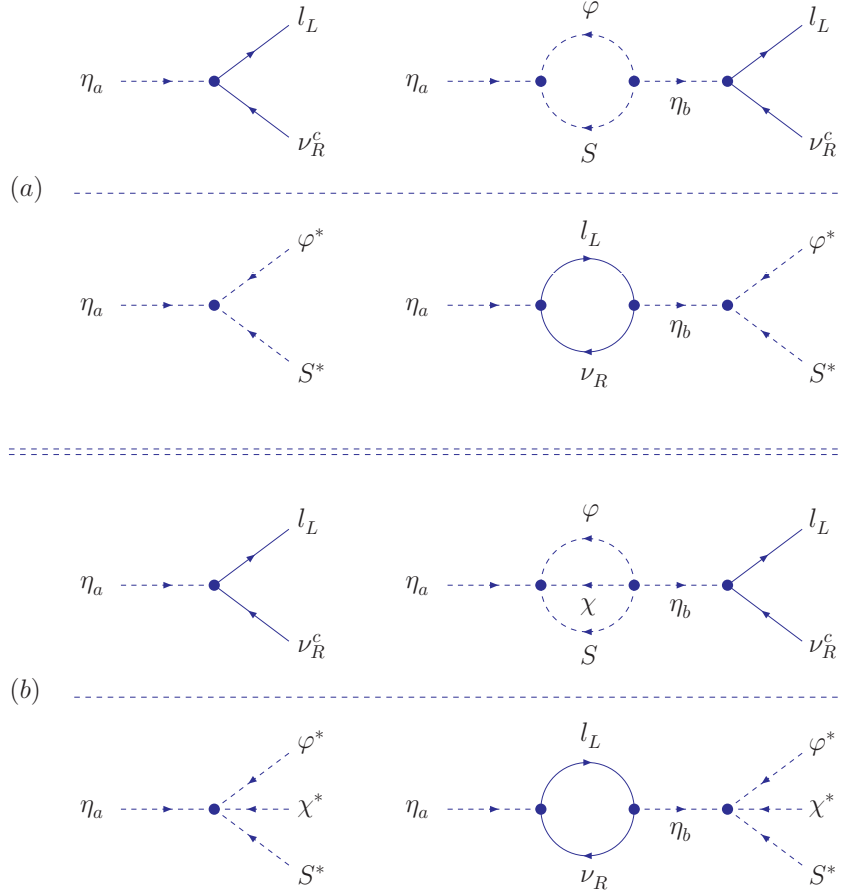 φ
l_L l_L
η_a η_a
η_b
ν_R^c S ν_R^c
(a)
φ* l_L φ*
η_a η_a
η_b
S* ν_R S*
φ
l_L l_L
η_a η_a
χ η_b
ν_R^c S ν_R^c
(b)
φ* l_L φ*
η_a χ* η_a η_b χ*
S* ν_R S*